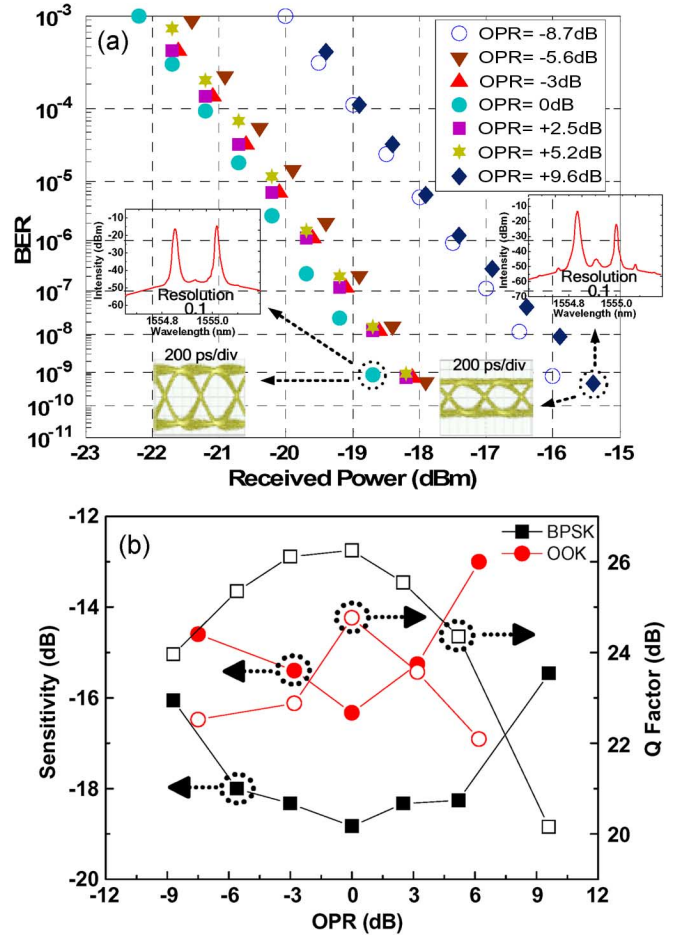 (a)
OPR= -8.7dB
OPR= -5.6dB
OPR= -3dB
OPR= 0dB
OPR= +2.5dB
OPR= +5.2dB
OPR= +9.6dB
10-3
10-4
10-5
10-6
10-7
10-8
10-9
10-10
10-11
BER
-10
-20
-30
-40
-50
-60
Intensity (dBm)
Resolution
0.1
1554.8 1555.0
Wavelength (nm)
-10
-20
-30
-40
-50
-60
-70
Intensity (dBm)
Resolution
0.1
1554.8 1555.0
Wavelength (nm)
200 ps/div
200 ps/div
-23 -22 -21 -20 -19 -18 -17 -16 -15
Received Power (dBm)
(b)
BPSK
OOK
-12
-14
-16
-18
-20
Sensitivity (dB)
26
24
22
20
Q Factor (dB)
-12 -9 -6 -3 0 3 6 9 12
OPR (dB)